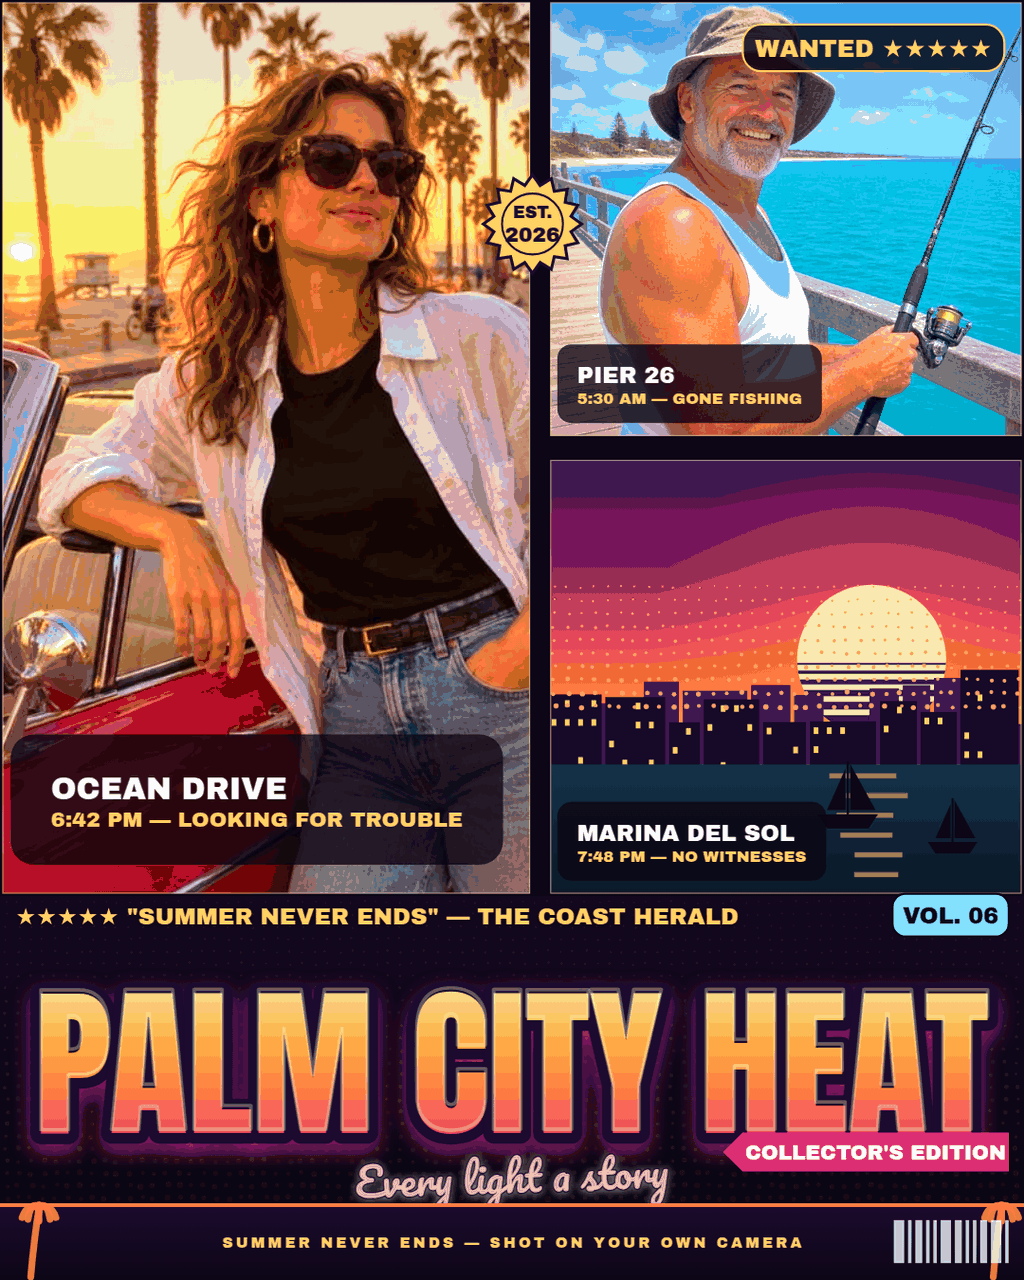 WANTED ★★★★★
EST.
2026
PIER 26
5:30 AM — GONE FISHING
OCEAN DRIVE
6:42 PM — LOOKING FOR TROUBLE
MARINA DEL SOL
7:48 PM — NO WITNESSES
★★★★★ "SUMMER NEVER ENDS" — THE COAST HERALD
VOL. 06
PALM CITY HEAT
COLLECTOR'S EDITION
Every light a story
SUMMER NEVER ENDS — SHOT ON YOUR OWN CAMERA